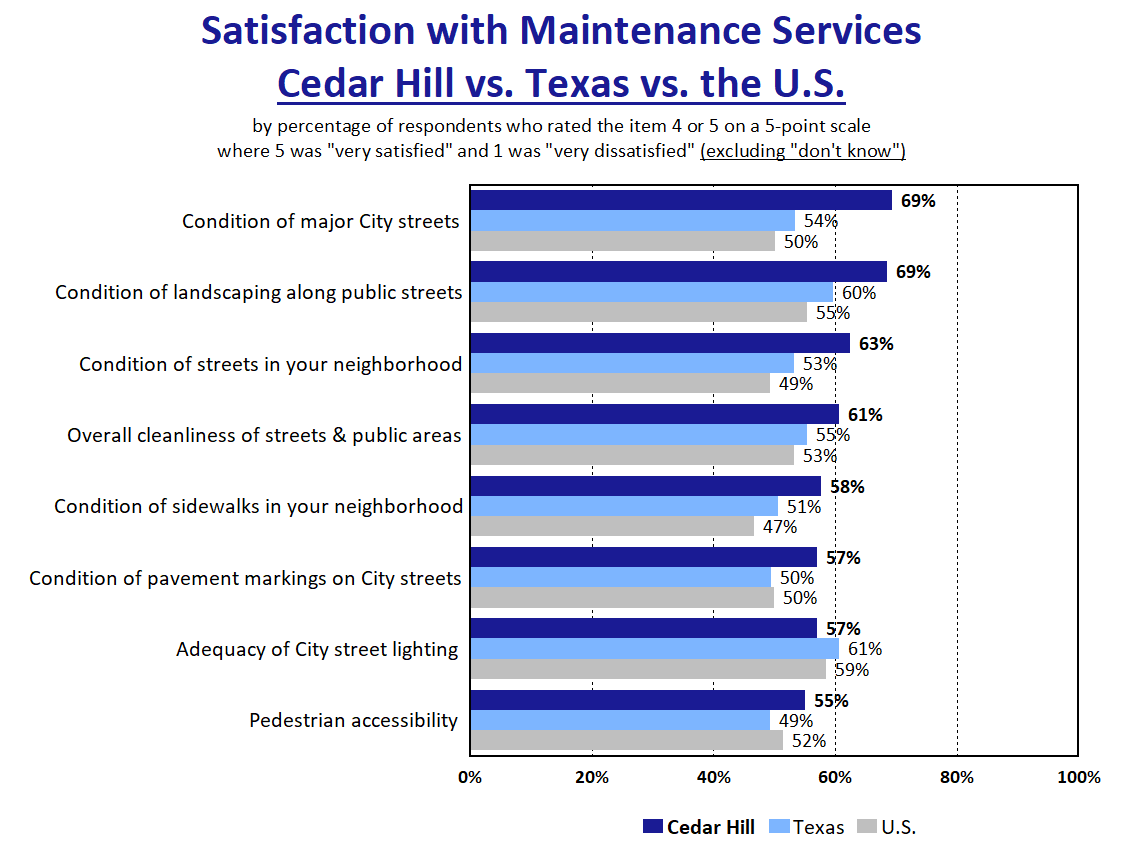 Satisfaction with Maintenance Services
Cedar Hill vs. Texas vs. the U.S.
by percentage of respondents who rated the item 4 or 5 on a 5-point scale
where 5 was "very satisfied" and 1 was "very dissatisfied" (excluding "don't know")
69%
Condition of major City streets 54%
50%
69%
Condition of landscaping along public streets 60%
55%
63%
Condition of streets in your neighborhood 53%
49%
61%
Overall cleanliness of streets & public areas 55%
53%
58%
Condition of sidewalks in your neighborhood 51%
47%
57%
Condition of pavement markings on City streets 50%
50%
57%
Adequacy of City street lighting 61%
59%
55%
Pedestrian accessibility 49%
52%
0% 20% 40% 60% 80% 100%
Cedar Hill Texas U.S.